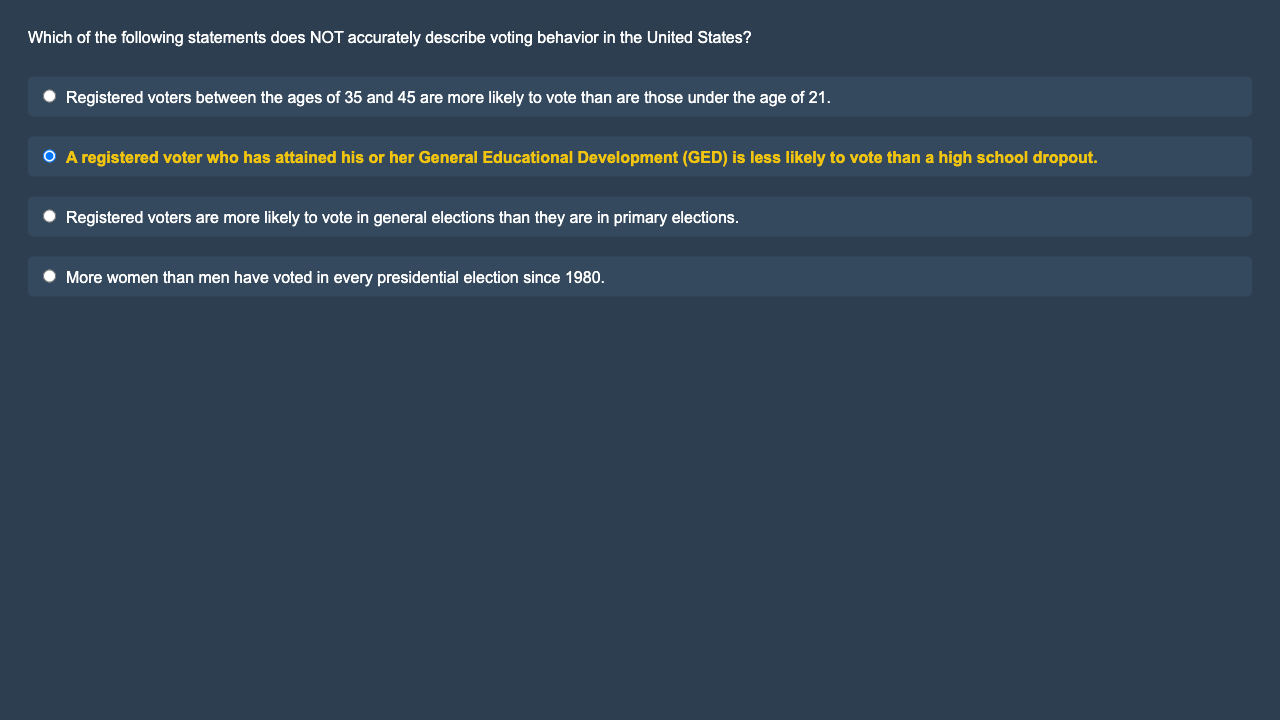 Which of the following statements does NOT accurately describe voting behavior in the United States?
Registered voters between the ages of 35 and 45 are more likely to vote than are those under the age of 21.
A registered voter who has attained his or her General Educational Development (GED) is less likely to vote than a high school dropout.
Registered voters are more likely to vote in general elections than they are in primary elections.
More women than men have voted in every presidential election since 1980.